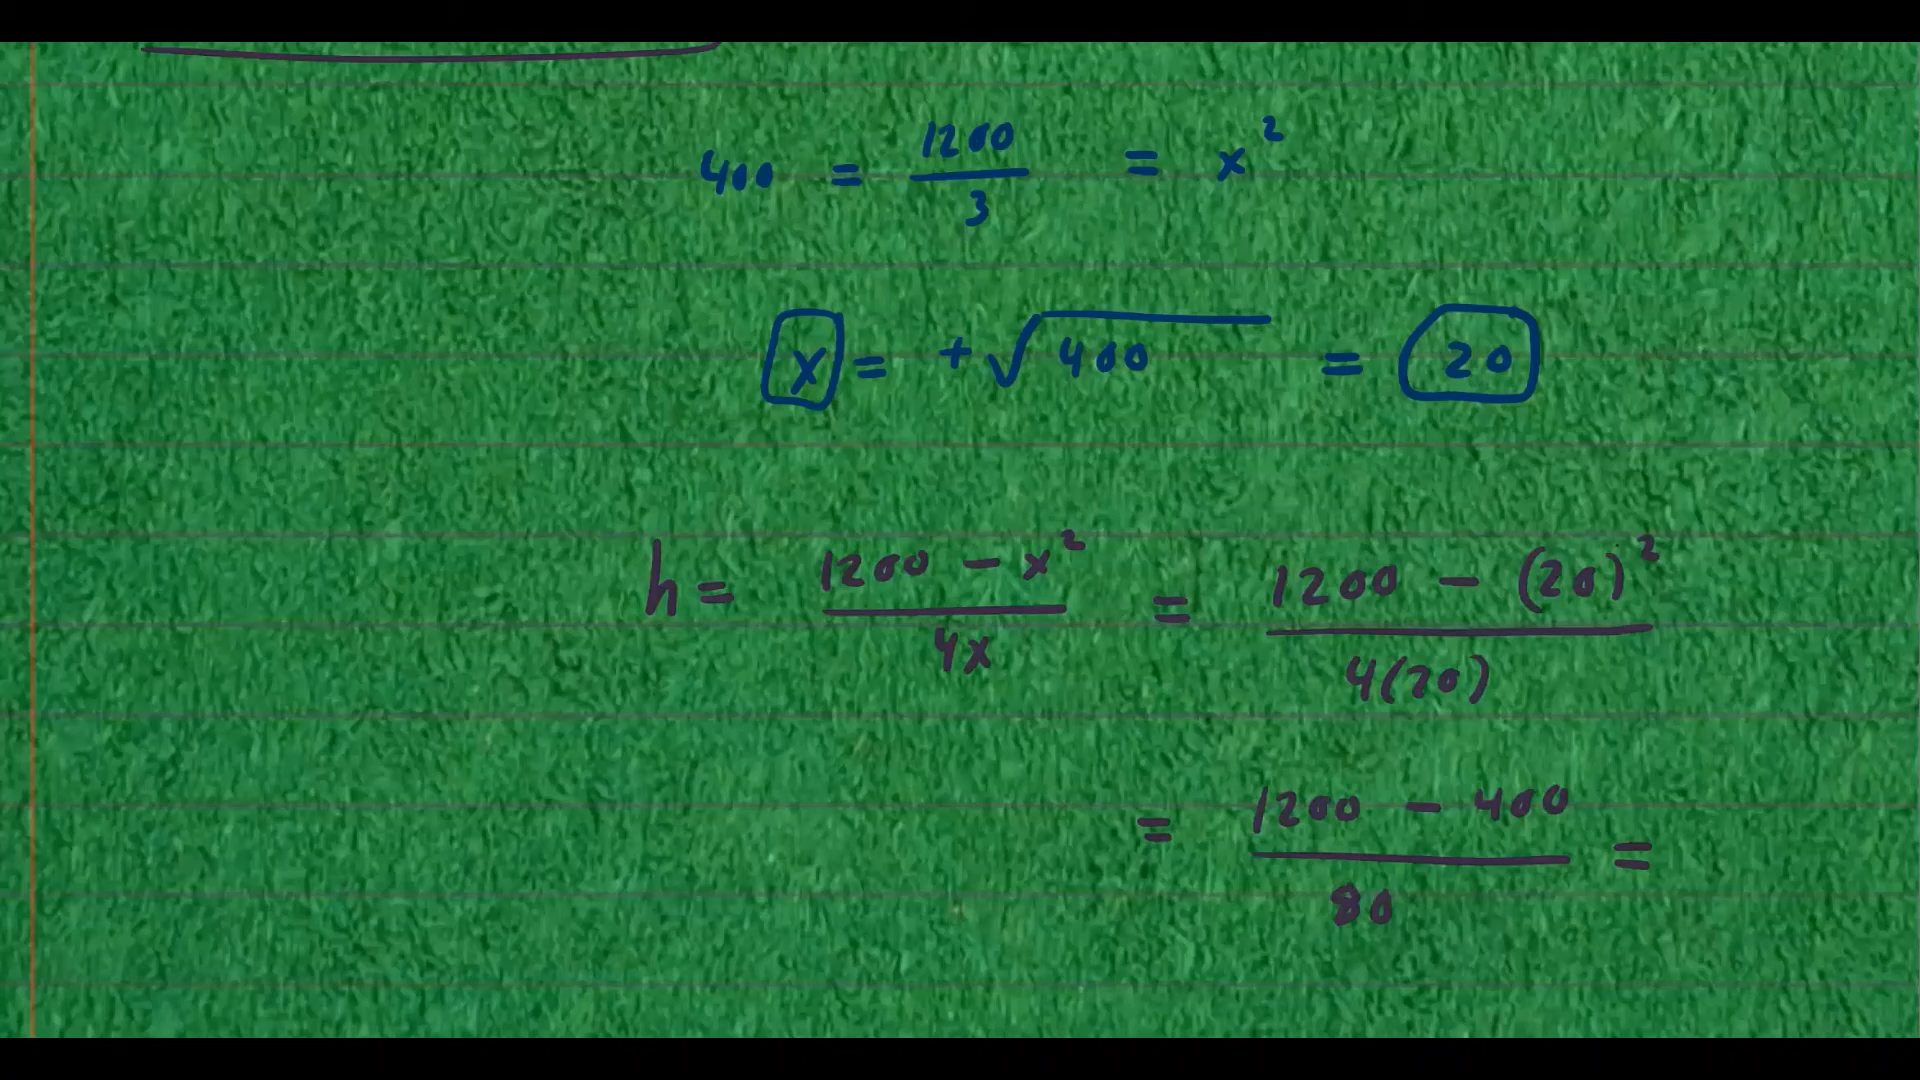 400 = 1200/3 = x²
x = +√400 = 20
h = (1200 - x²)/4x = (1200 - (20)²)/4(20)
= (1200 - 400)/80 =